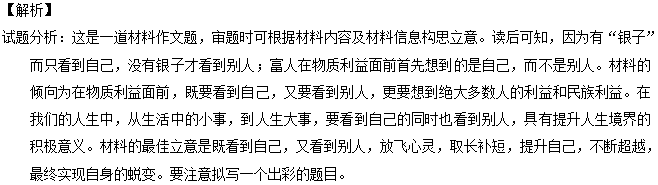 【解析】
试题分析：这是一道材料作文题，审题时可根据材料内容及材料信息构思立意。读后可知，因为有“银子”
而只看到自己，没有银子才看到别人；富人在物质利益面前首先想到的是自己，而不是别人。材料的
倾向为在物质利益面前，既要看到自己，又要看到别人，更要想到绝大多数人的利益和民族利益。在
我们的人生中，从生活中的小事，到人生大事，要看到自己的同时也看到别人，具有提升人生境界的
积极意义。材料的最佳立意是既看到自己，又看到别人，放飞心灵，取长补短，提升自己，不断超越，
最终实现自身的蜕变。要注意拟写一个出彩的题目。